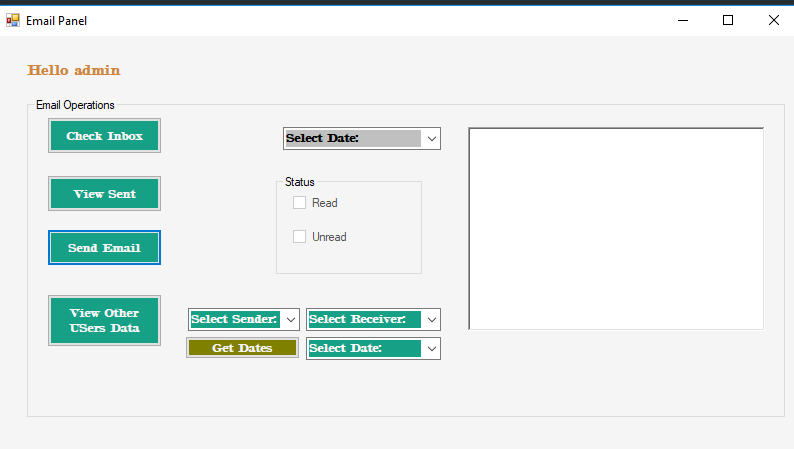 Email Panel
Hello admin
Email Operations
Check Inbox
Select Date:
View Sent
Status
Read
Unread
Send Email
View Other
USers Data
Select Sender:
Select Receiver:
Get Dates
Select Date: